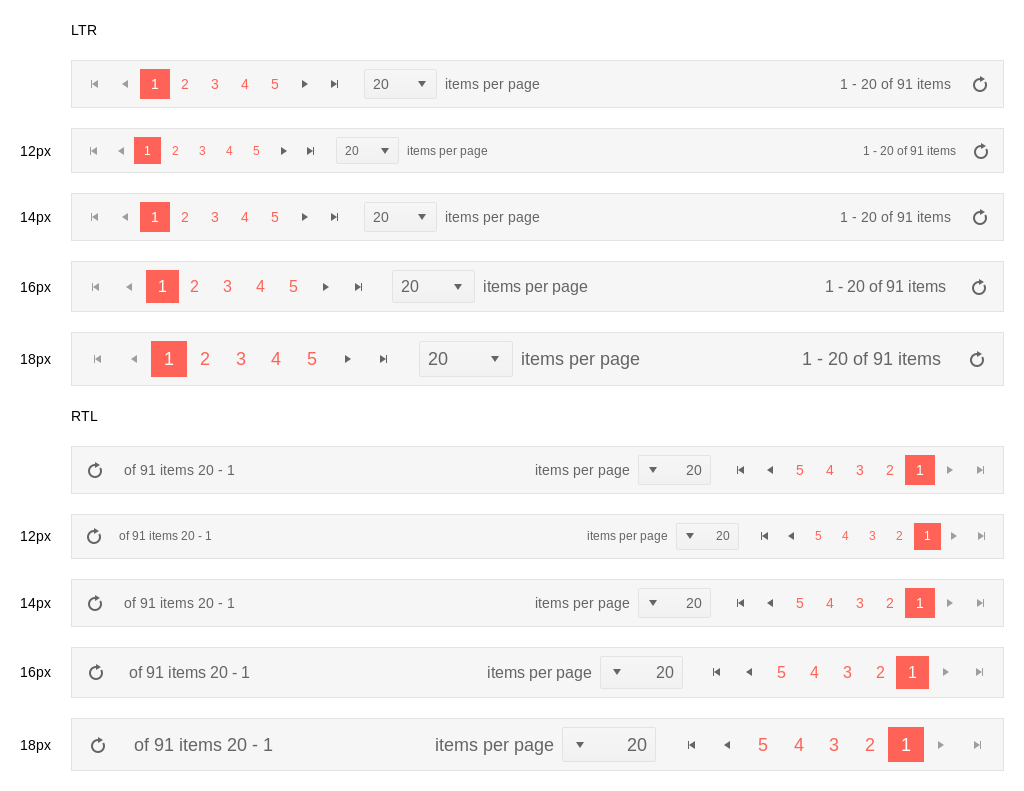 LTR
1 2 3 4 5 20 items per page 1 - 20 of 91 items
12px 1 2 3 4 5 20 items per page 1 - 20 of 91 items
14px 1 2 3 4 5 20 items per page 1 - 20 of 91 items
16px 1 2 3 4 5 20 items per page 1 - 20 of 91 items
18px 1 2 3 4 5 20 items per page 1 - 20 of 91 items
RTL
of 91 items 20 - 1 items per page 20 5 4 3 2 1
12px of 91 items 20 - 1 items per page 20 5 4 3 2 1
14px of 91 items 20 - 1 items per page 20 5 4 3 2 1
16px of 91 items 20 - 1 items per page 20 5 4 3 2 1
18px of 91 items 20 - 1 items per page 20 5 4 3 2 1